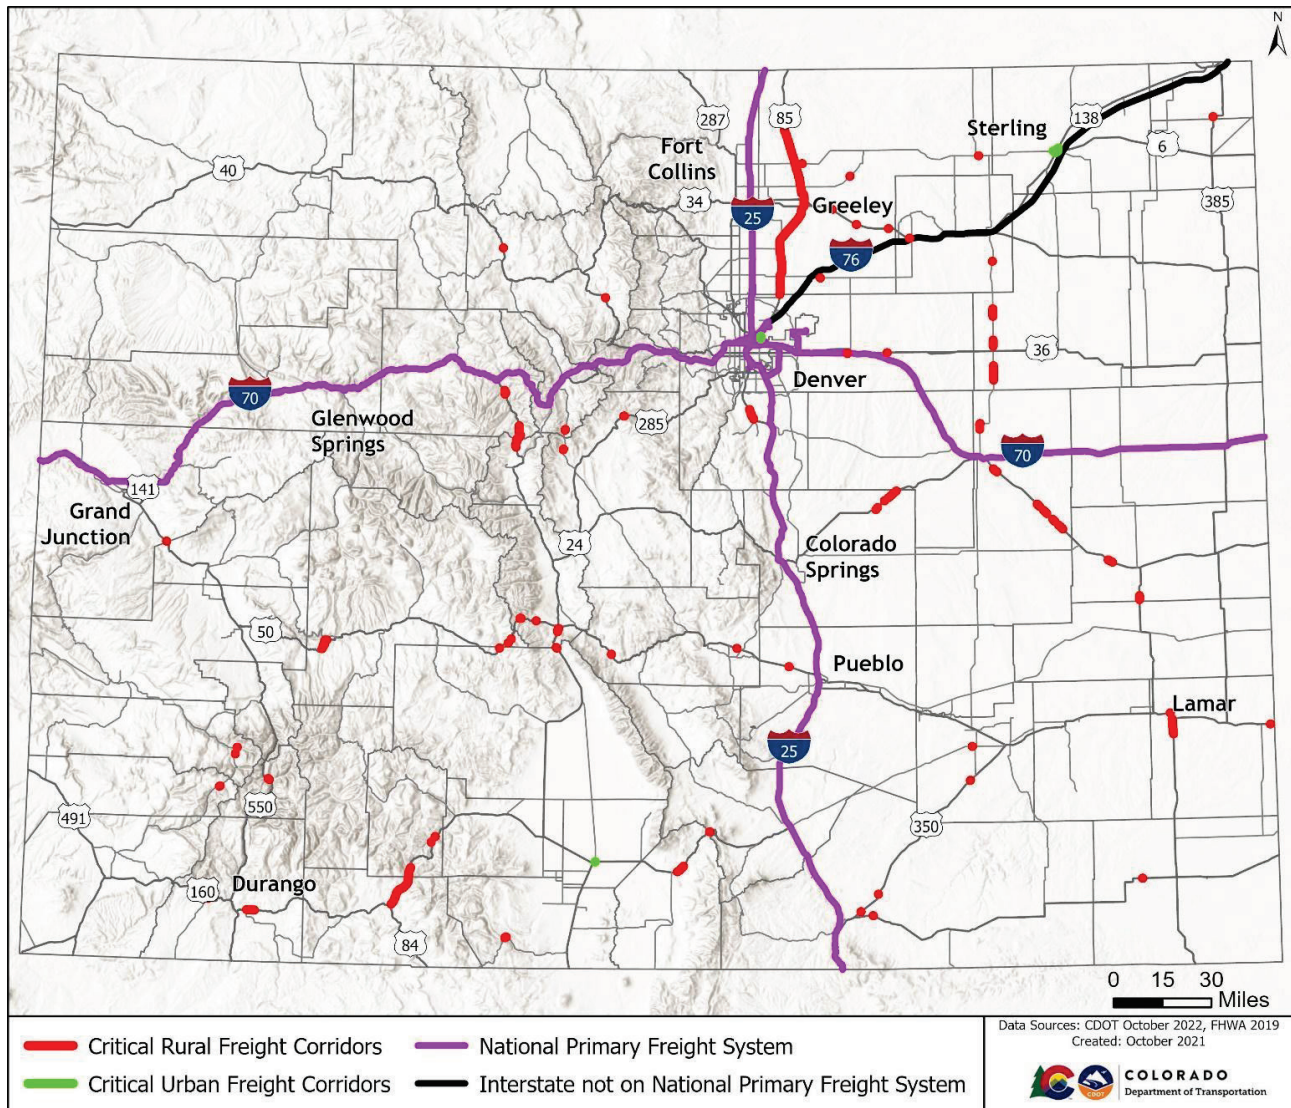 N
287
85
138
Sterling
6
Fort
Collins
40
34
25
Greeley
385
76
36
Denver
70
Glenwood
Springs
285
70
141
Grand
Junction
24
Colorado
Springs
50
Pueblo
Lamar
25
550
491
350
160
Durango
84
0 15 30
Miles
Critical Rural Freight Corridors
National Primary Freight System
Critical Urban Freight Corridors
Interstate not on National Primary Freight System
Data Sources: CDOT October 2022, FHWA 2019
Created: October 2021
CDOT
COLORADO
Department of Transportation